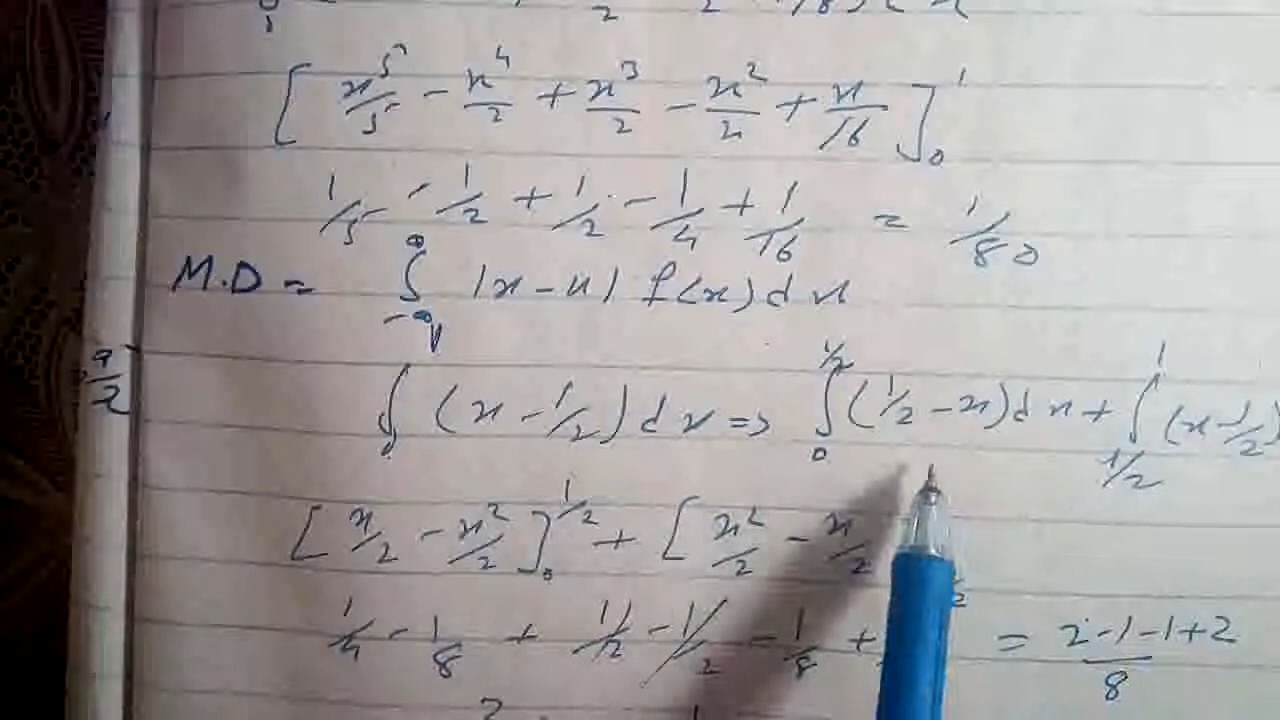 [ x⁵/5 - x⁴/2 + x³/2 - x²/2 + x/16 ]₀¹
1/5 - 1/2 + 1/2 - 1/4 + 1/16 = 1/80
M.D = ∫_{-∞}^{∞} |x - u| f(x) dx
∫₀¹ (x - 1/2) dx => ∫₀^{1/2} (1/2 - x) dx + ∫_{1/2}^{1} (x - 1/2)
[ x/2 - x²/2 ]₀^{1/2} + [ x²/2 - x/2
1/4 - 1/8 + 1/2 - 1/2 - 1/8 + = 2-1-1+2/8